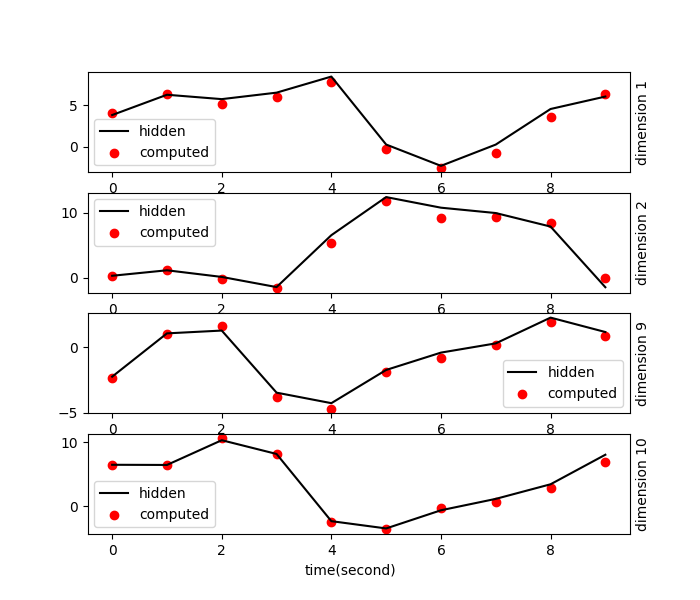 5
0
hidden
computed
0 2 4 6 8
dimension 1
10
0
hidden
computed
0 2 4 6 8
dimension 2
0
−5
hidden
computed
0 2 4 6 8
dimension 9
10
0
hidden
computed
0 2 4 6 8
dimension 10
time(second)